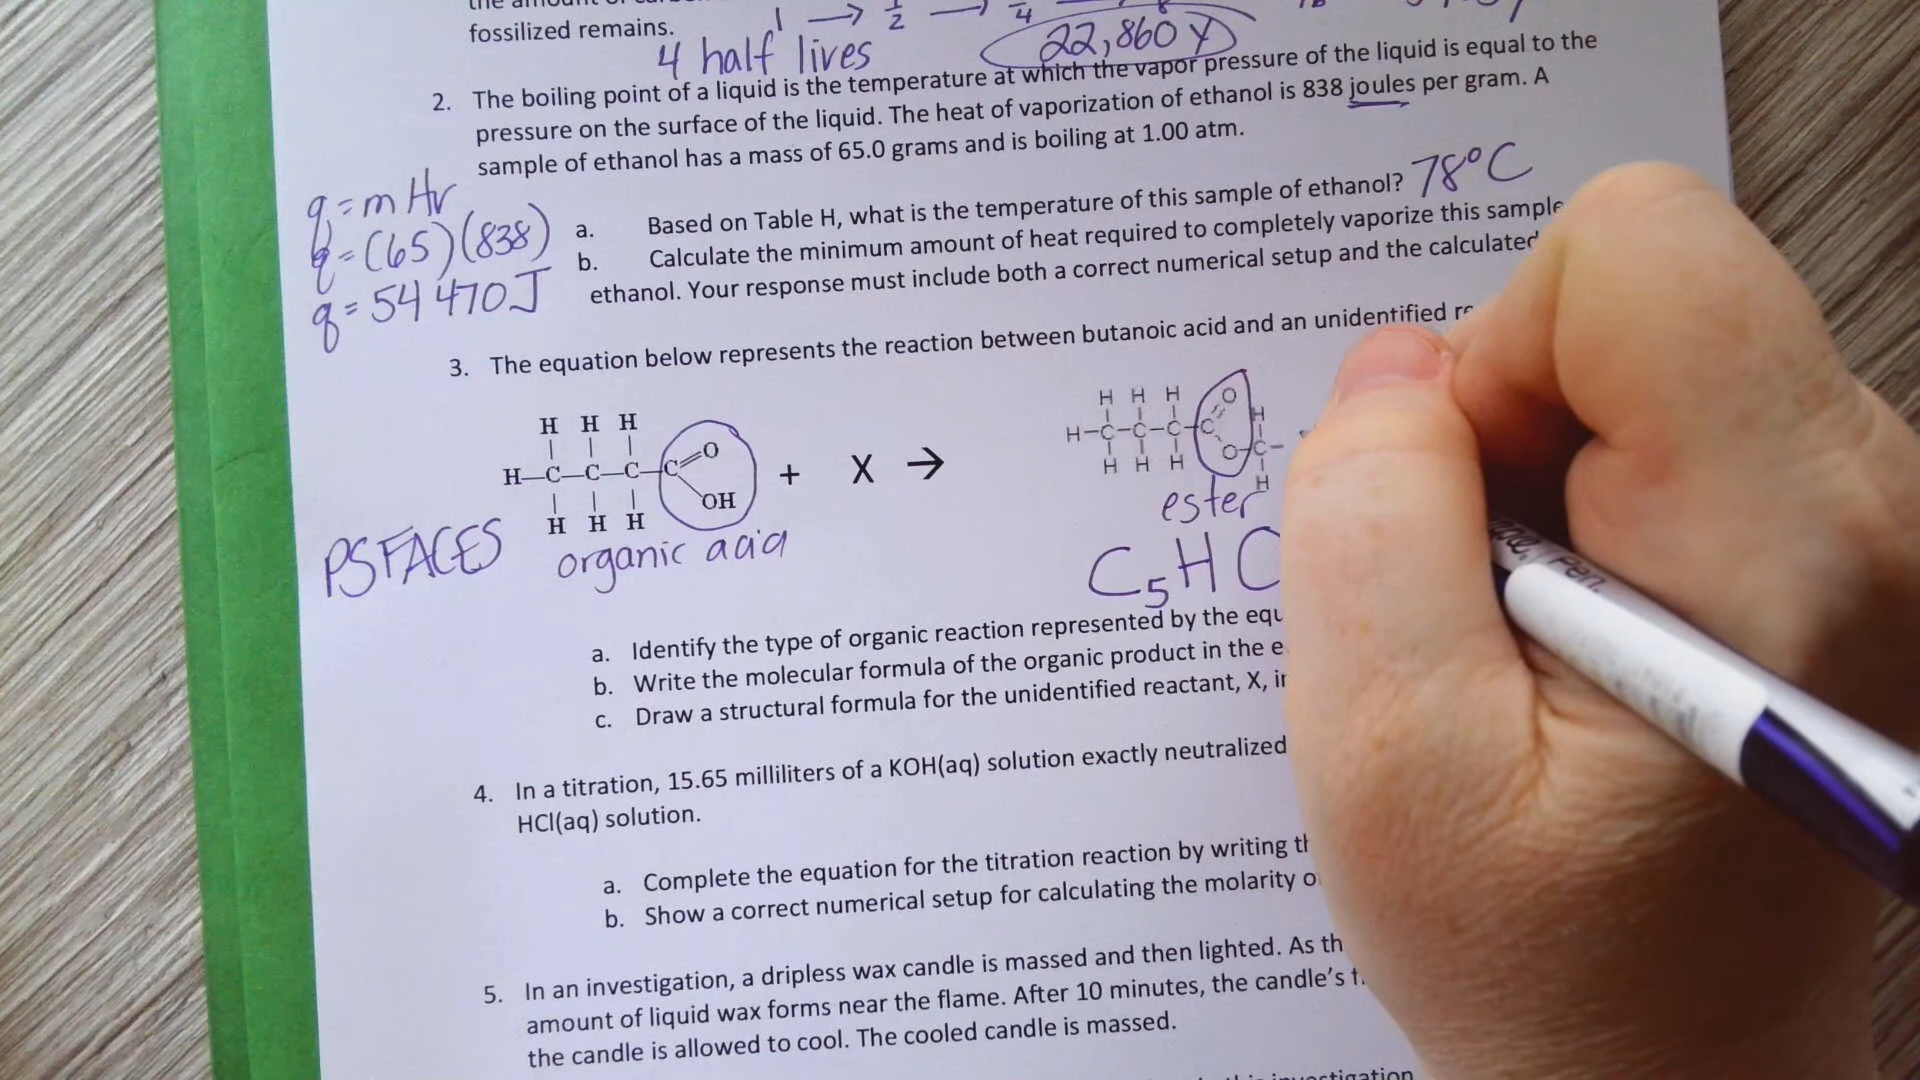 fossilized remains.
1 → 1/2 → 4
4 half lives
22,860 y
2. The boiling point of a liquid is the temperature at which the vapor pressure of the liquid is equal to the
pressure on the surface of the liquid. The heat of vaporization of ethanol is 838 joules per gram. A
sample of ethanol has a mass of 65.0 grams and is boiling at 1.00 atm.
q = m Hv
q = (65)(838)
q = 54 470 J
a. Based on Table H, what is the temperature of this sample of ethanol? 78°C
b. Calculate the minimum amount of heat required to completely vaporize this sample
ethanol. Your response must include both a correct numerical setup and the calculated
3. The equation below represents the reaction between butanoic acid and an unidentified
H H H
H—C—C—C—C=O
OH
H H H
+ X →
H H H O H
H—C—C—C—C
O—C—
H H H H
PSFACES
organic acid
ester
C5H
a. Identify the type of organic reaction represented by the
b. Write the molecular formula of the organic product in the
c. Draw a structural formula for the unidentified reactant, X,
4. In a titration, 15.65 milliliters of a KOH(aq) solution exactly neutralized
HCl(aq) solution.
a. Complete the equation for the titration reaction by writing
b. Show a correct numerical setup for calculating the molarity
5. In an investigation, a dripless wax candle is massed and then lighted. As
amount of liquid wax forms near the flame. After 10 minutes, the candle's
the candle is allowed to cool. The cooled candle is massed.
investigation
Pen.